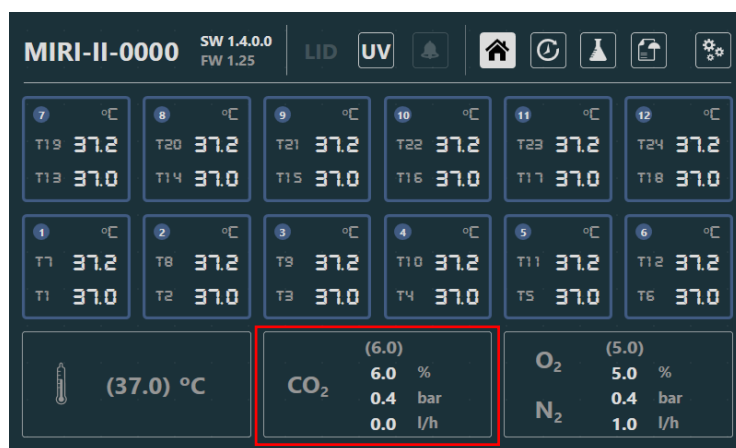 MIRI-II-0000 SW 1.4.0.0 LID UV
FW 1.25
7 °C 8 °C 9 °C 10 °C 11 °C 12 °C
T19 37.2 T20 37.2 T21 37.2 T22 37.2 T23 37.2 T24 37.2
T13 37.0 T14 37.0 T15 37.0 T16 37.0 T17 37.0 T18 37.0
1 °C 2 °C 3 °C 4 °C 5 °C 6 °C
T7 37.2 T8 37.2 T9 37.2 T10 37.2 T11 37.2 T12 37.2
T1 37.0 T2 37.0 T3 37.0 T4 37.0 T5 37.0 T6 37.0
(37.0) °C
CO₂
(6.0)
6.0 %
0.4 bar
0.0 l/h
O₂
N₂
(5.0)
5.0 %
0.4 bar
1.0 l/h